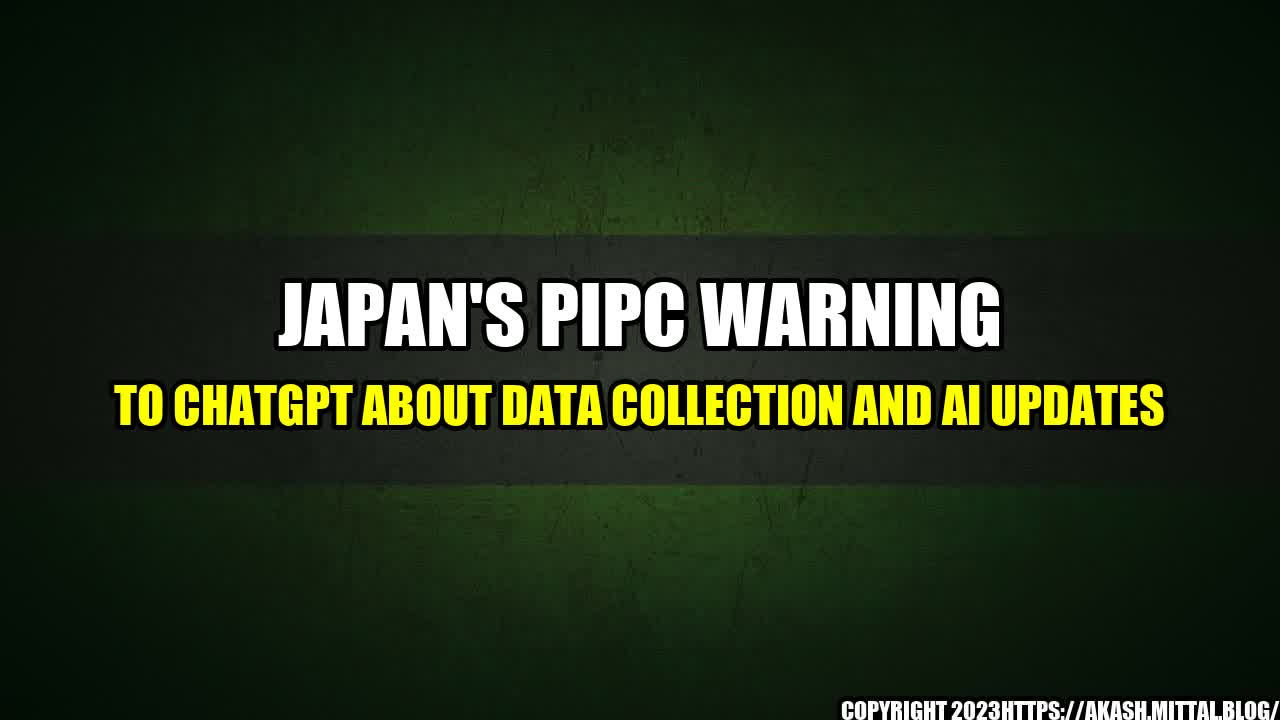 JAPAN'S PIPC WARNING
TO CHATGPT ABOUT DATA COLLECTION AND AI UPDATES
COPYRIGHT 2023HTTPS://AKASH.MITTAL.BLOG/